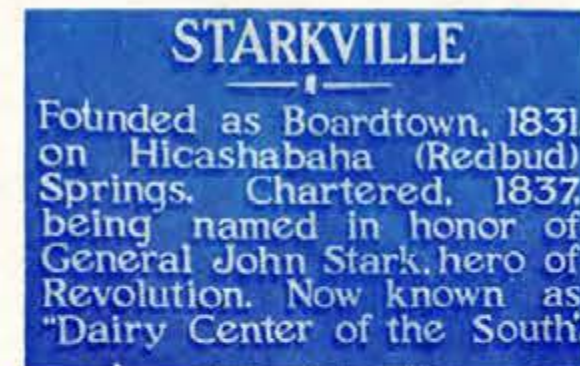 STARKVILLE
Founded as Boardtown, 1831
on Hicashabaha (Redbud)
Springs. Chartered, 1837,
being named in honor of
General John Stark, hero of
Revolution. Now known as
"Dairy Center of the South"